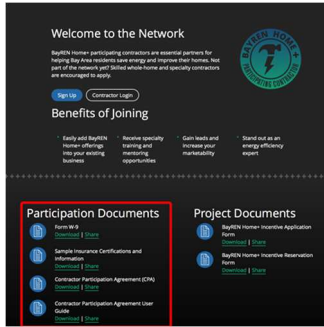 Welcome to the Network
BayREN Home+ participating contractors are essential partners for
helping Bay Area residents save energy and improve their homes. Not
part of the network yet? Skilled whole-home and specialty contractors
are encouraged to apply.
BAYREN HOME+
PARTICIPATING CONTRACTOR
Sign Up
Contractor Login
Benefits of Joining
Easily add BayREN
Home+ offerings
into your existing
business
Receive specialty
training and
mentoring
opportunities
Gain leads and
increase your
marketability
Stand out as an
energy efficiency
expert
Participation Documents
Form W-9
Download | Share
Sample Insurance Certifications and
Information
Download | Share
Contractor Participation Agreement (CPA)
Download | Share
Contractor Participation Agreement User
Guide
Download | Share
Project Documents
BayREN Home+ Incentive Application
Form
Download | Share
BayREN Home+ Incentive Reservation
Form
Download | Share